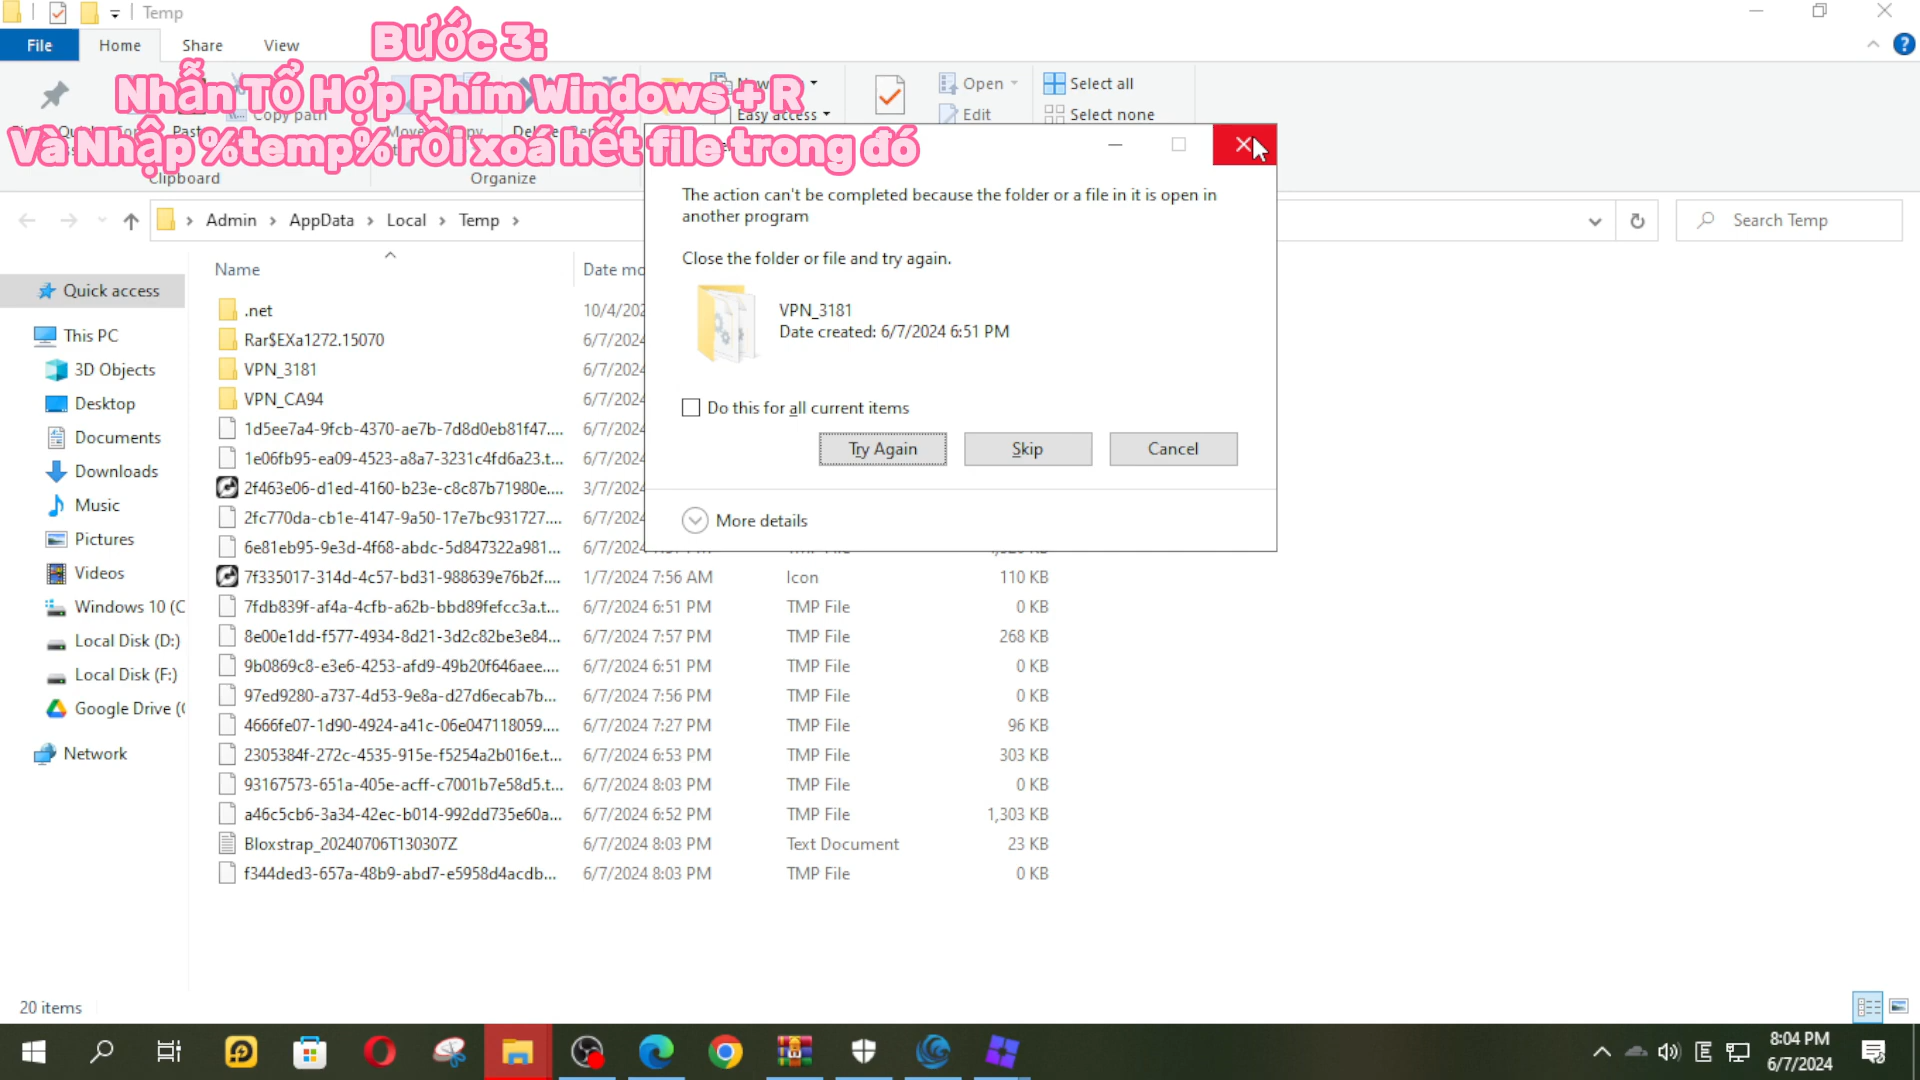 Temp
File
Home
Share
View
Bước 3:
Nhẫn Tổ Hợp Phím Windows + R
Và Nhập %temp% rồi xoá hết file trong đó
Open
Select all
Copy path
Easy access
Edit
Select none
Clipboard
Organize
The action can't be completed because the folder or a file in it is open in
another program
Close the folder or file and try again.
VPN_3181
Date created: 6/7/2024 6:51 PM
Do this for all current items
Try Again
Skip
Cancel
More details
Admin > AppData > Local > Temp >
Search Temp
Name
Date mo
Quick access
This PC
3D Objects
Desktop
Documents
Downloads
Music
Pictures
Videos
Windows 10 (C
Local Disk (D:)
Local Disk (F:)
Google Drive (
Network
.net 10/4/202
Rar$EXa1272.15070 6/7/2024
VPN_3181 6/7/2024
VPN_CA94 6/7/2024
1d5ee7a4-9fcb-4370-ae7b-7d8d0eb81f47.... 6/7/2024
1e06fb95-ea09-4523-a8a7-3231c4fd6a23.t... 6/7/2024
2f463e06-d1ed-4160-b23e-c8c87b71980e.... 3/7/2024
2fc770da-cb1e-4147-9a50-17e7bc931727.... 6/7/2024
6e81eb95-9e3d-4f68-abdc-5d847322a981... 6/7/2024
7f335017-314d-4c57-bd31-988639e76b2f.... 1/7/2024 7:56 AM Icon 110 KB
7fdb839f-af4a-4cfb-a62b-bbd89fefcc3a.t... 6/7/2024 6:51 PM TMP File 0 KB
8e00e1dd-f577-4934-8d21-3d2c82be3e84... 6/7/2024 7:57 PM TMP File 268 KB
9b0869c8-e3e6-4253-afd9-49b20f646aee.... 6/7/2024 6:51 PM TMP File 0 KB
97ed9280-a737-4d53-9e8a-d27d6ecab7b... 6/7/2024 7:56 PM TMP File 0 KB
4666fe07-1d90-4924-a41c-06e047118059.... 6/7/2024 7:27 PM TMP File 96 KB
2305384f-272c-4535-915e-f5254a2b016e.t... 6/7/2024 6:53 PM TMP File 303 KB
93167573-651a-405e-acff-c7001b7e58d5.t... 6/7/2024 8:03 PM TMP File 0 KB
a46c5cb6-3a34-42ec-b014-992dd735e60a... 6/7/2024 6:52 PM TMP File 1,303 KB
Bloxstrap_20240706T130307Z 6/7/2024 8:03 PM Text Document 23 KB
f344ded3-657a-48b9-abd7-e5958d4acdb... 6/7/2024 8:03 PM TMP File 0 KB
20 items
8:04 PM
6/7/2024